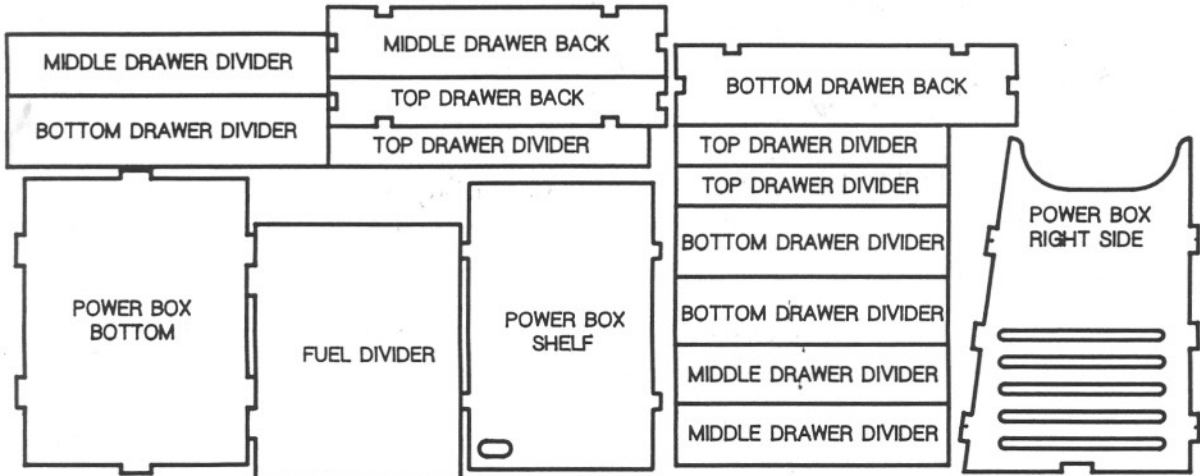 MIDDLE DRAWER DIVIDER
BOTTOM DRAWER DIVIDER
MIDDLE DRAWER BACK
TOP DRAWER BACK
TOP DRAWER DIVIDER
BOTTOM DRAWER BACK
TOP DRAWER DIVIDER
TOP DRAWER DIVIDER
BOTTOM DRAWER DIVIDER
BOTTOM DRAWER DIVIDER
MIDDLE DRAWER DIVIDER
MIDDLE DRAWER DIVIDER
POWER BOX
BOTTOM
FUEL DIVIDER
POWER BOX
SHELF
POWER BOX
RIGHT SIDE